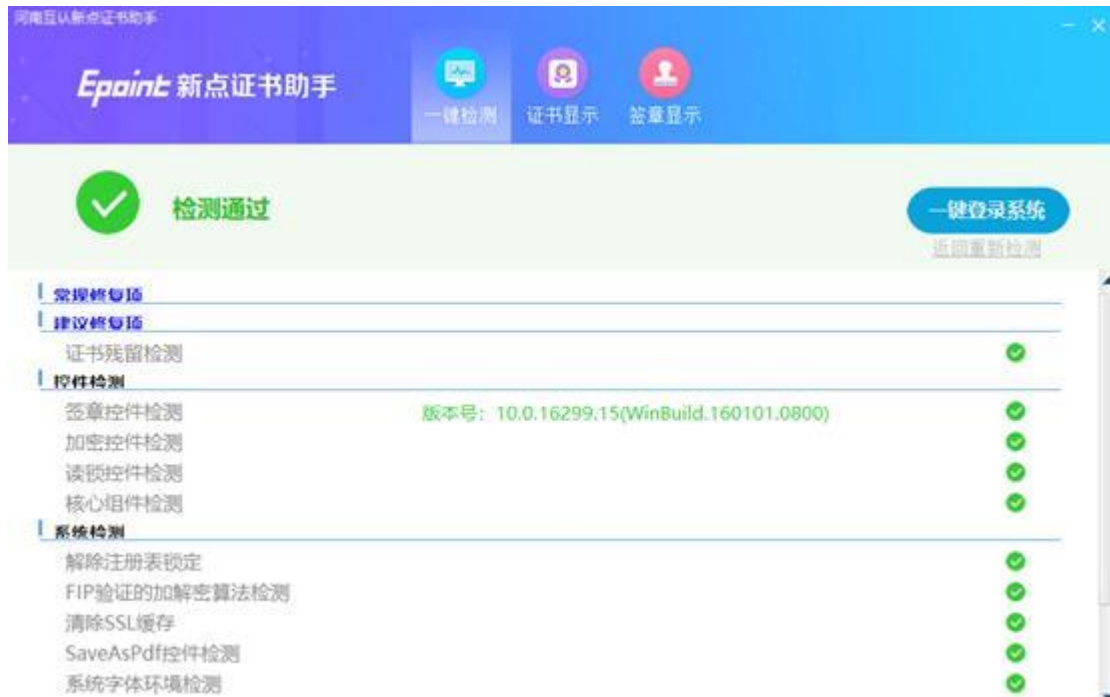 河南互认新点证书助手
Epoint 新点证书助手
一键检测 证书显示 签章显示
检测通过
一键登录系统
返回重新检测
常规修复项
建议修复项
证书残留检测
控件检测
签章控件检测 版本号：10.0.16299.15(WinBuild.160101.0800)
加密控件检测
读锁控件检测
核心组件检测
系统检测
解除注册表锁定
FIP验证的加解密算法检测
清除SSL缓存
SaveAsPdf控件检测
系统字体环境检测